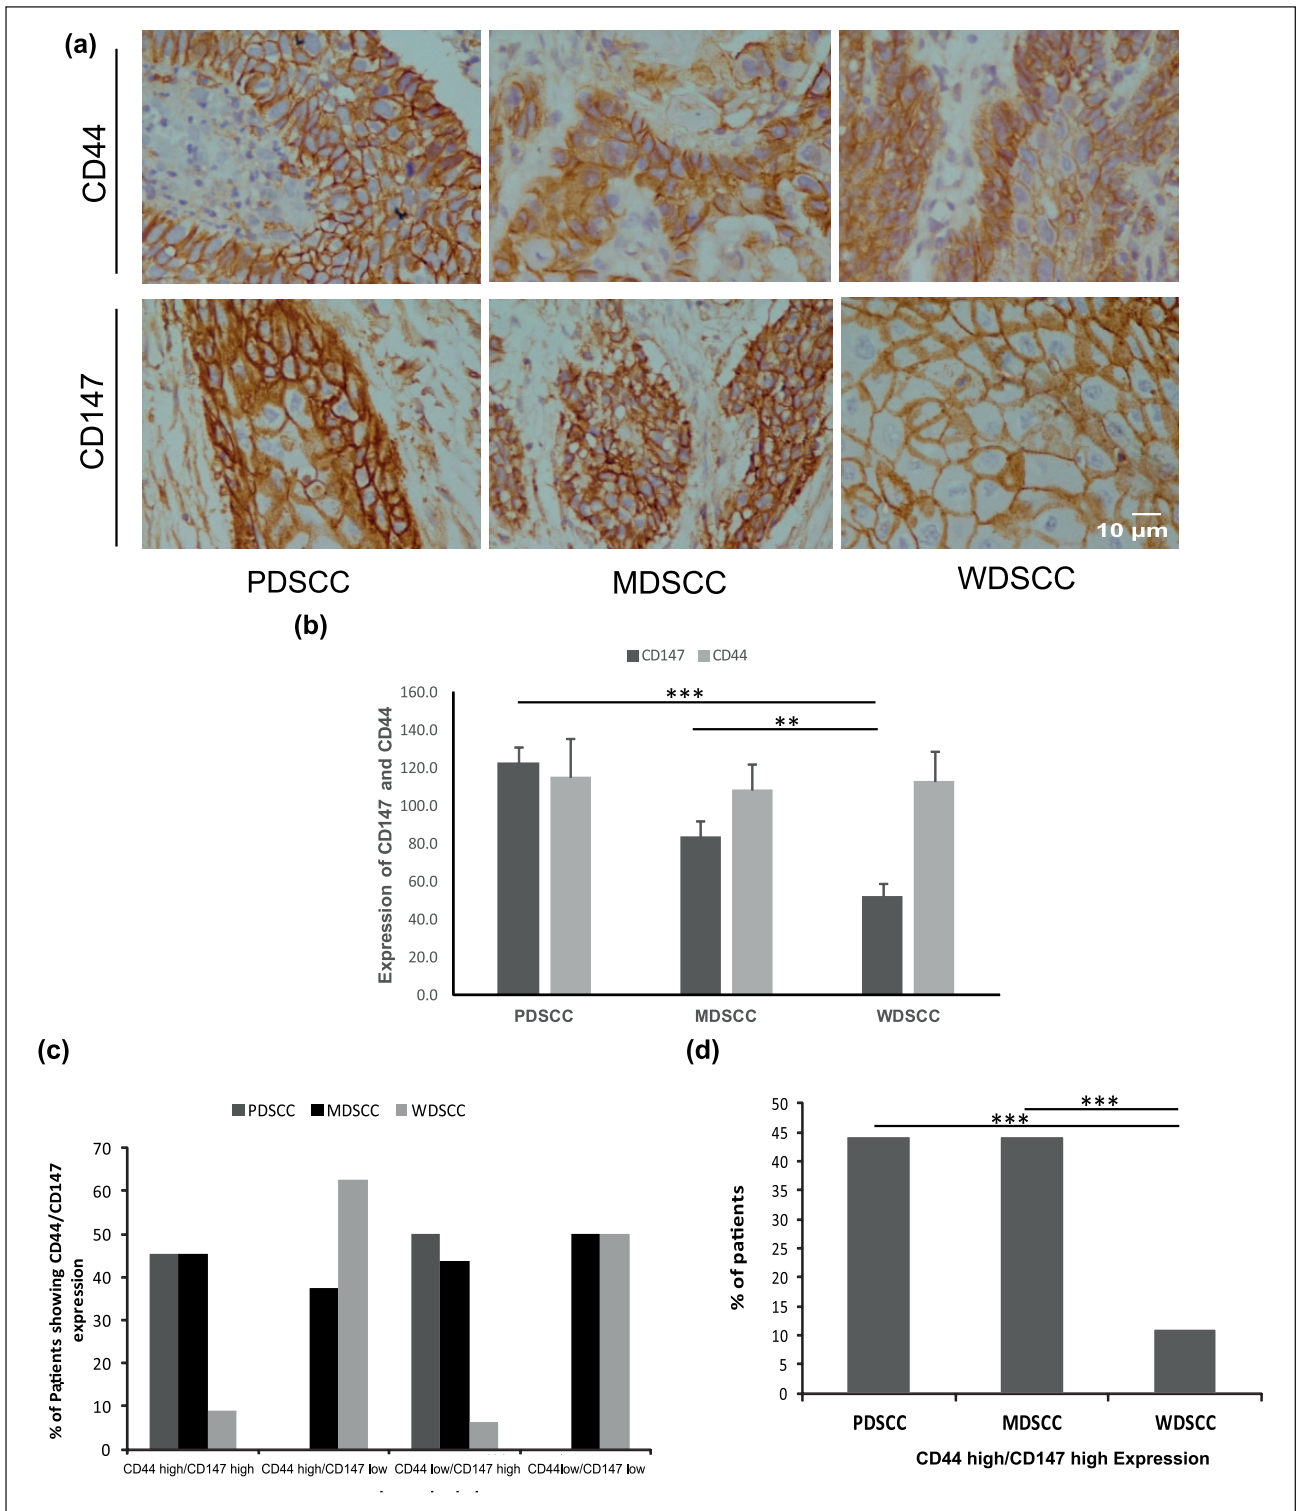 (a)
CD44
CD147
10 µm
PDSCC MDSCC WDSCC
(b)
CD147 CD44
Expression of CD147 and CD44
160.0
140.0
120.0
100.0
80.0
60.0
40.0
20.0
0.0
***
**
PDSCC MDSCC WDSCC
(c)
PDSCC MDSCC WDSCC
% of Patients showing CD44/CD147
expression
70
60
50
40
30
20
10
0
CD44 high/CD147 high CD44 high/CD147 low CD44 low/CD147 high CD44low/CD147 low
(d)
% of patients
50
45
40
35
30
25
20
15
10
5
0
***
***
PDSCC MDSCC WDSCC
CD44 high/CD147 high Expression